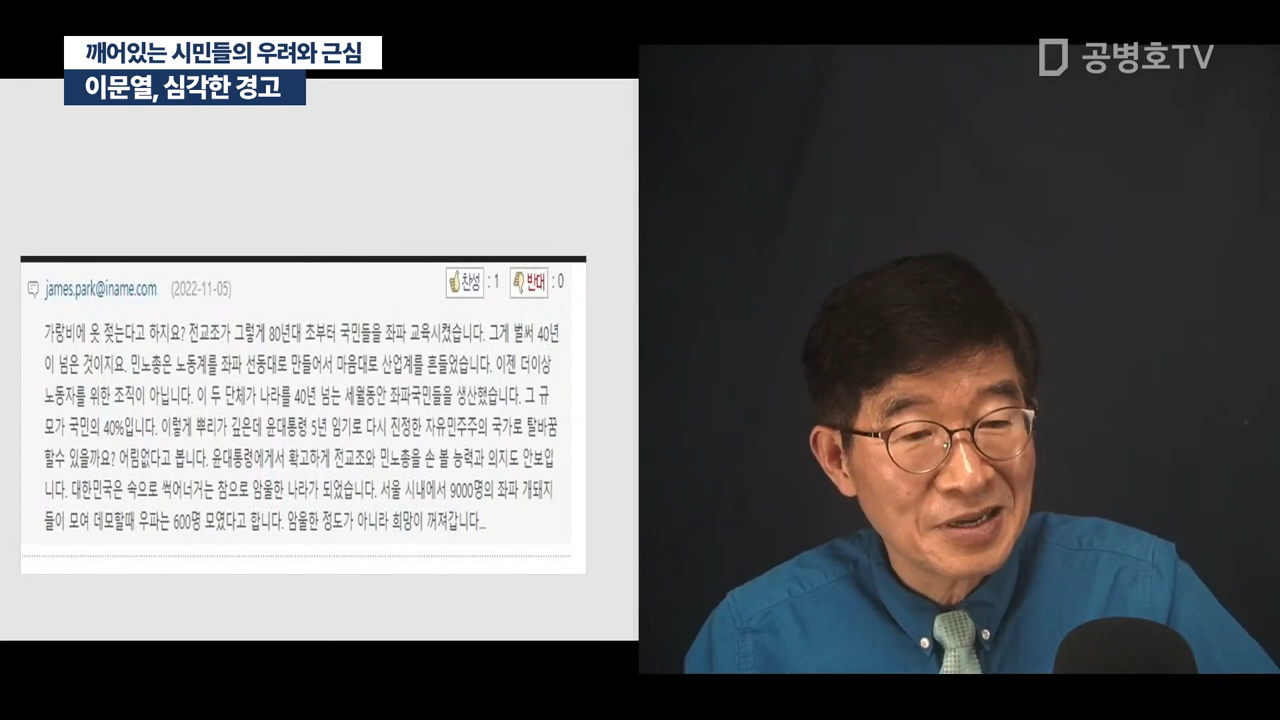 깨어있는 시민들의 우려와 근심
이문열, 심각한 경고
공병호TV
james.park@iname.com (2022-11-05) 찬성 : 1 반대 : 0
가랑비에 옷 젖는다고 하지요? 전교조가 그렇게 80년대 초부터 국민들을 좌파 교육시켰습니다. 그게 벌써 40년
이 넘은 것이지요. 민노총은 노동계를 좌파 선동대로 만들어서 마음대로 산업계를 흔들었습니다. 이젠 더이상
노동자를 위한 조직이 아닙니다. 이 두 단체가 나라를 40년 넘는 세월동안 좌파국민들을 생산했습니다. 그 규
모가 국민의 40%입니다. 이렇게 뿌리가 깊은데 윤대통령 5년 임기로 다시 진정한 자유민주주의 국가로 탈바꿈
할수 있을까요? 어림없다고 봅니다. 윤대통령에게서 확고하게 전교조와 민노총을 손 볼 능력과 의지도 안보입
니다. 대한민국은 속으로 썩어너거는 참으로 암울한 나라가 되었습니다. 서울 시내에서 9000명의 좌파 개돼지
들이 모여 데모할때 우파는 600명 모였다고 합니다. 암울한 정도가 아니라 희망이 꺼져갑니다...